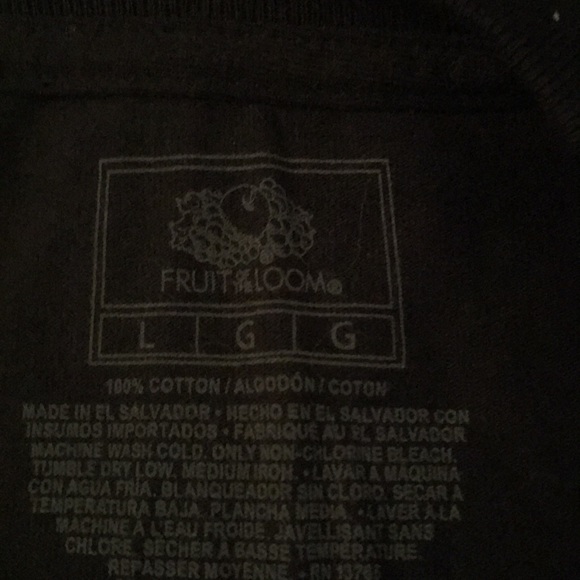 FRUIT OF THE LOOM®
L G G
100% COTTON / ALGODÓN / COTON
MADE IN EL SALVADOR • HECHO EN EL SALVADOR CON
INSUMOS IMPORTADOS • FABRIQUÉ AU EL SALVADOR
MACHINE WASH COLD. ONLY NON-CHLORINE BLEACH.
TUMBLE DRY LOW. MEDIUM IRON. • LAVAR A MAQUINA
CON AGUA FRÍA. BLANQUEADOR SIN CLORO. SECAR A
TEMPERATURA BAJA. PLANCHA MEDIA. • LAVER A LA
MACHINE À L'EAU FROIDE. JAVELLISANT SANS
CHLORE. SÉCHER À BASSE TEMPÉRATURE.
REPASSER MOYENNE. • RN 13765